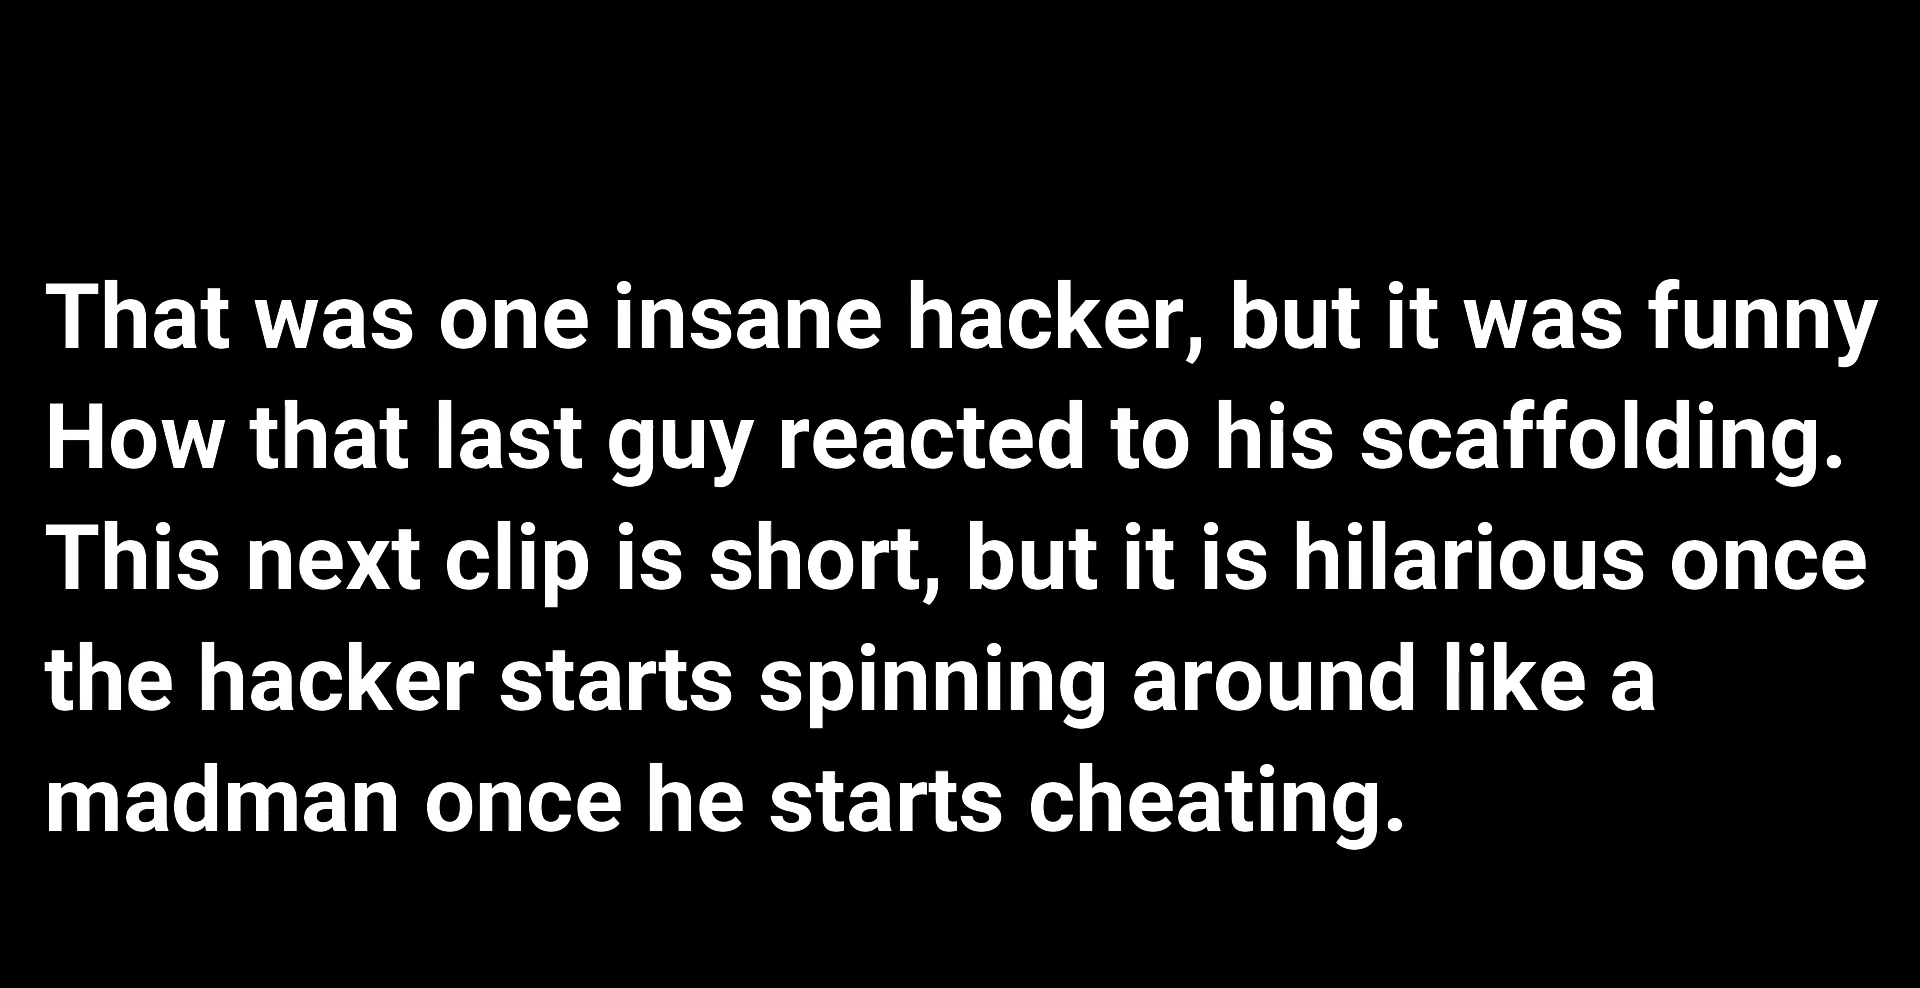 That was one insane hacker, but it was funny
How that last guy reacted to his scaffolding.
This next clip is short, but it is hilarious once
the hacker starts spinning around like a
madman once he starts cheating.